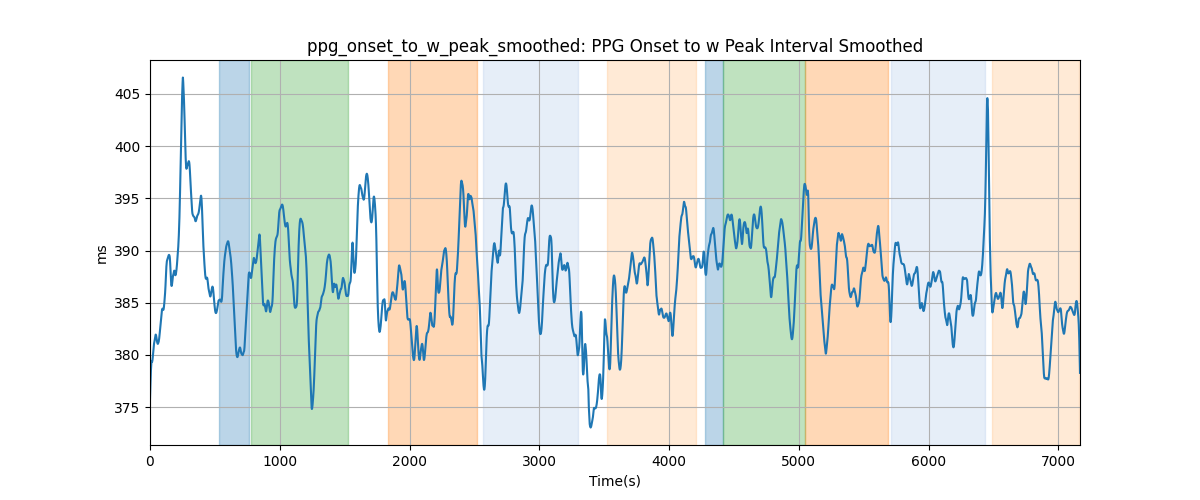 ppg_onset_to_w_peak_smoothed: PPG Onset to w Peak Interval Smoothed
405
400
395
390
385
380
375
ms
0 1000 2000 3000 4000 5000 6000 7000
Time(s)